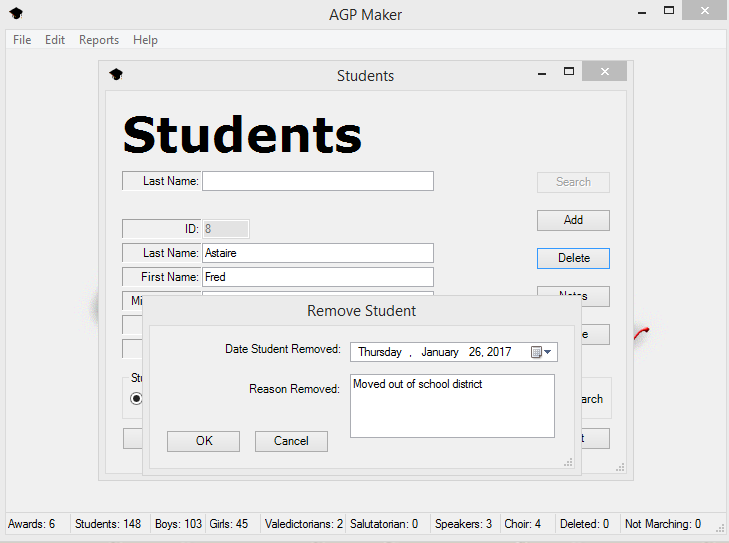 AGP Maker
File Edit Reports Help
Students
Students
Last Name:
Search
ID: 8
Add
Last Name: Astaire
Delete
First Name: Fred
Notes
Remove Student
Date Student Removed: Thursday , January 26, 2017
Reason Removed: Moved out of school district
OK Cancel
Awards: 6 Students: 148 Boys: 103 Girls: 45 Valedictorians: 2 Salutatorian: 0 Speakers: 3 Choir: 4 Deleted: 0 Not Marching: 0